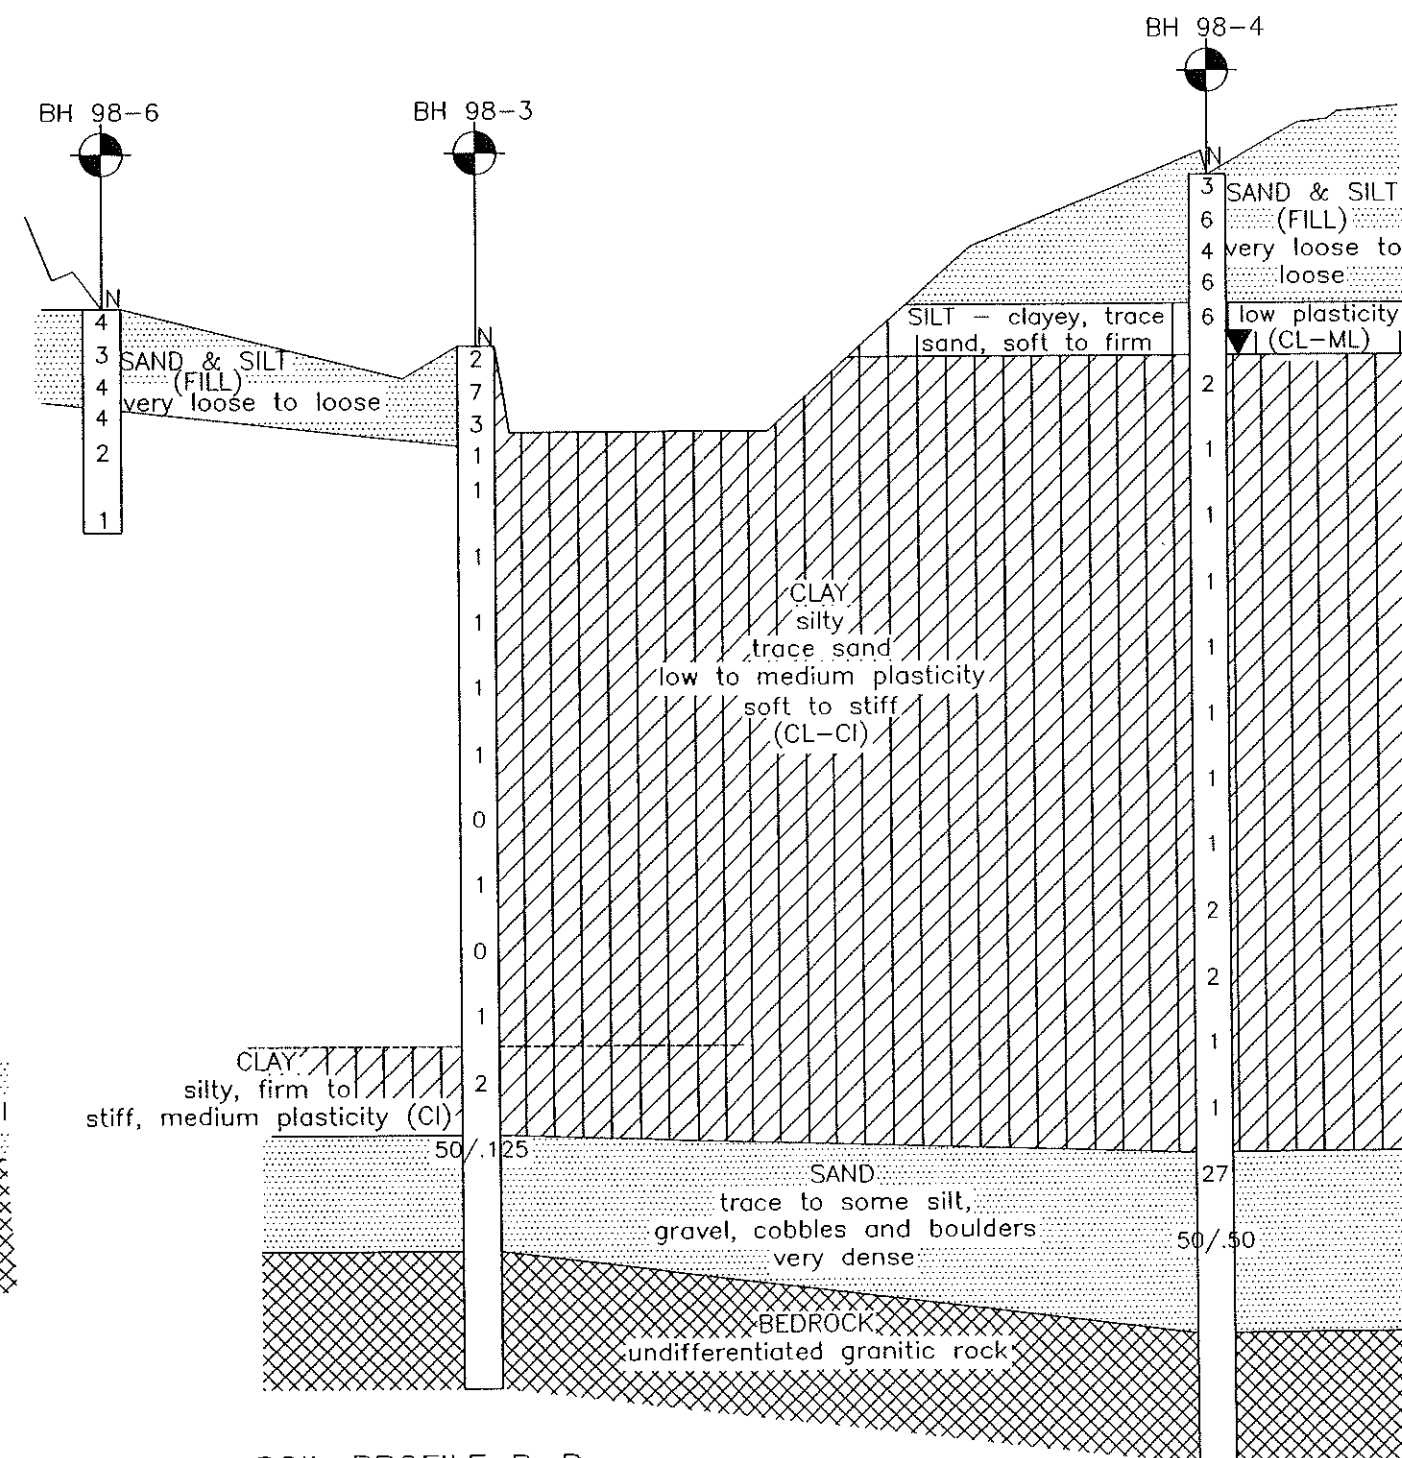 BH 98-4
BH 98-6
BH 98-3
N
3
6
4
6
6
2
1
1
1
1
1
1
1
2
2
1
1
27
50/.50
SAND & SILT
(FILL)
very loose to
loose
SILT – clayey, trace
sand, soft to firm
low plasticity
(CL-ML)
N
4
3
4
4
2
1
SAND & SILT
(FILL)
very loose to loose
N
2
7
3
1
1
1
1
1
1
0
1
0
1
2
50/.125
CLAY
silty
trace sand
low to medium plasticity
soft to stiff
(CL-CI)
CLAY
silty, firm to
stiff, medium plasticity (CI)
SAND
trace to some silt,
gravel, cobbles and boulders
very dense
BEDROCK
undifferentiated granitic rock